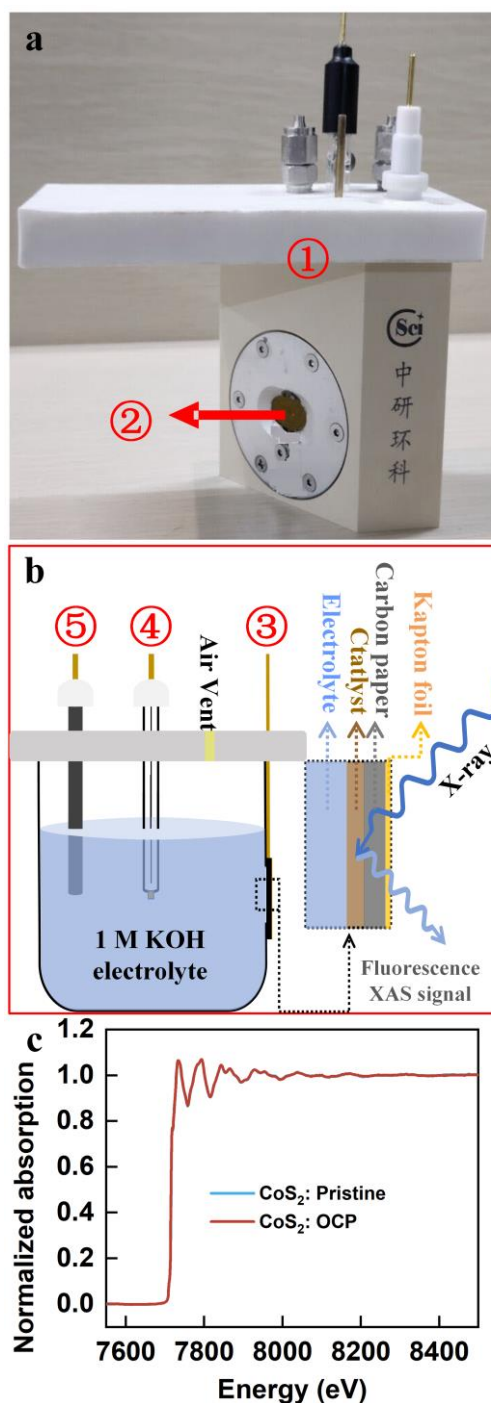 a
①
Sci
中
研
环
科
②
b
⑤
④
③
Air Vent
Electrolyte
Ctatlyst
Carbon paper
Kapton foil
X-ray
1 M KOH
electrolyte
Fluorescence
XAS signal
c
1.2
1.0
0.8
0.6
0.4
0.2
0.0
Normalized absorption
CoS₂: Pristine
CoS₂: OCP
7600 7800 8000 8200 8400
Energy (eV)